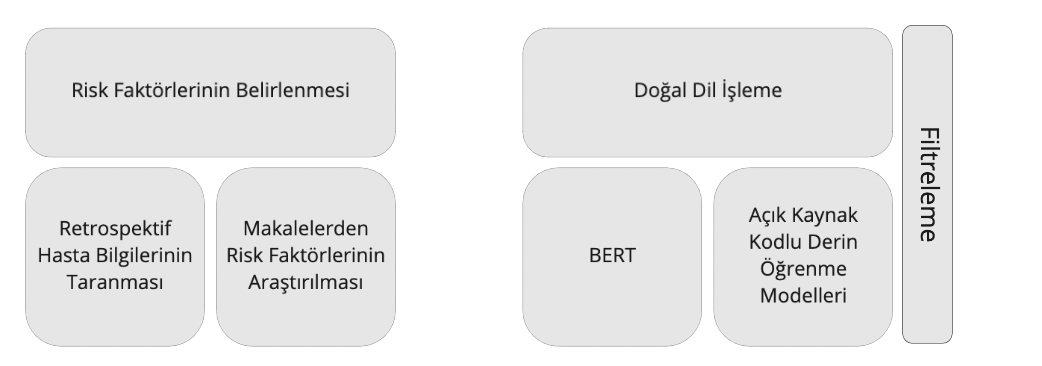 Risk Faktörlerinin Belirlenmesi
Retrospektif
Hasta Bilgilerinin
Taranması
Makalelerden
Risk Faktörlerinin
Araştırılması
Doğal Dil İşleme
BERT
Açık Kaynak
Kodlu Derin
Öğrenme
Modelleri
Filtreleme